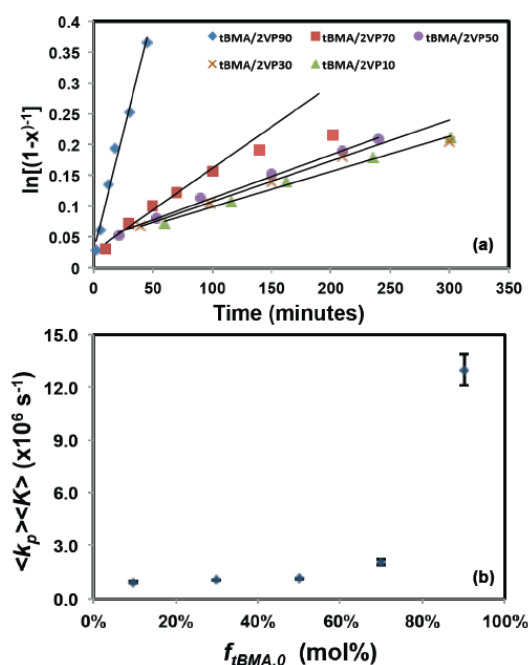 0.4
0.35
0.3
0.25
0.2
0.15
0.1
0.05
0
ln[(1-x)-1]
tBMA/2VP90 tBMA/2VP70 tBMA/2VP50
tBMA/2VP30 tBMA/2VP10
(a)
0 50 100 150 200 250 300 350
Time (minutes)
15.0
12.0
9.0
6.0
3.0
0.0
<kp><K> (x10⁶ s⁻¹)
(b)
0% 20% 40% 60% 80% 100%
ftBMA,0 (mol%)